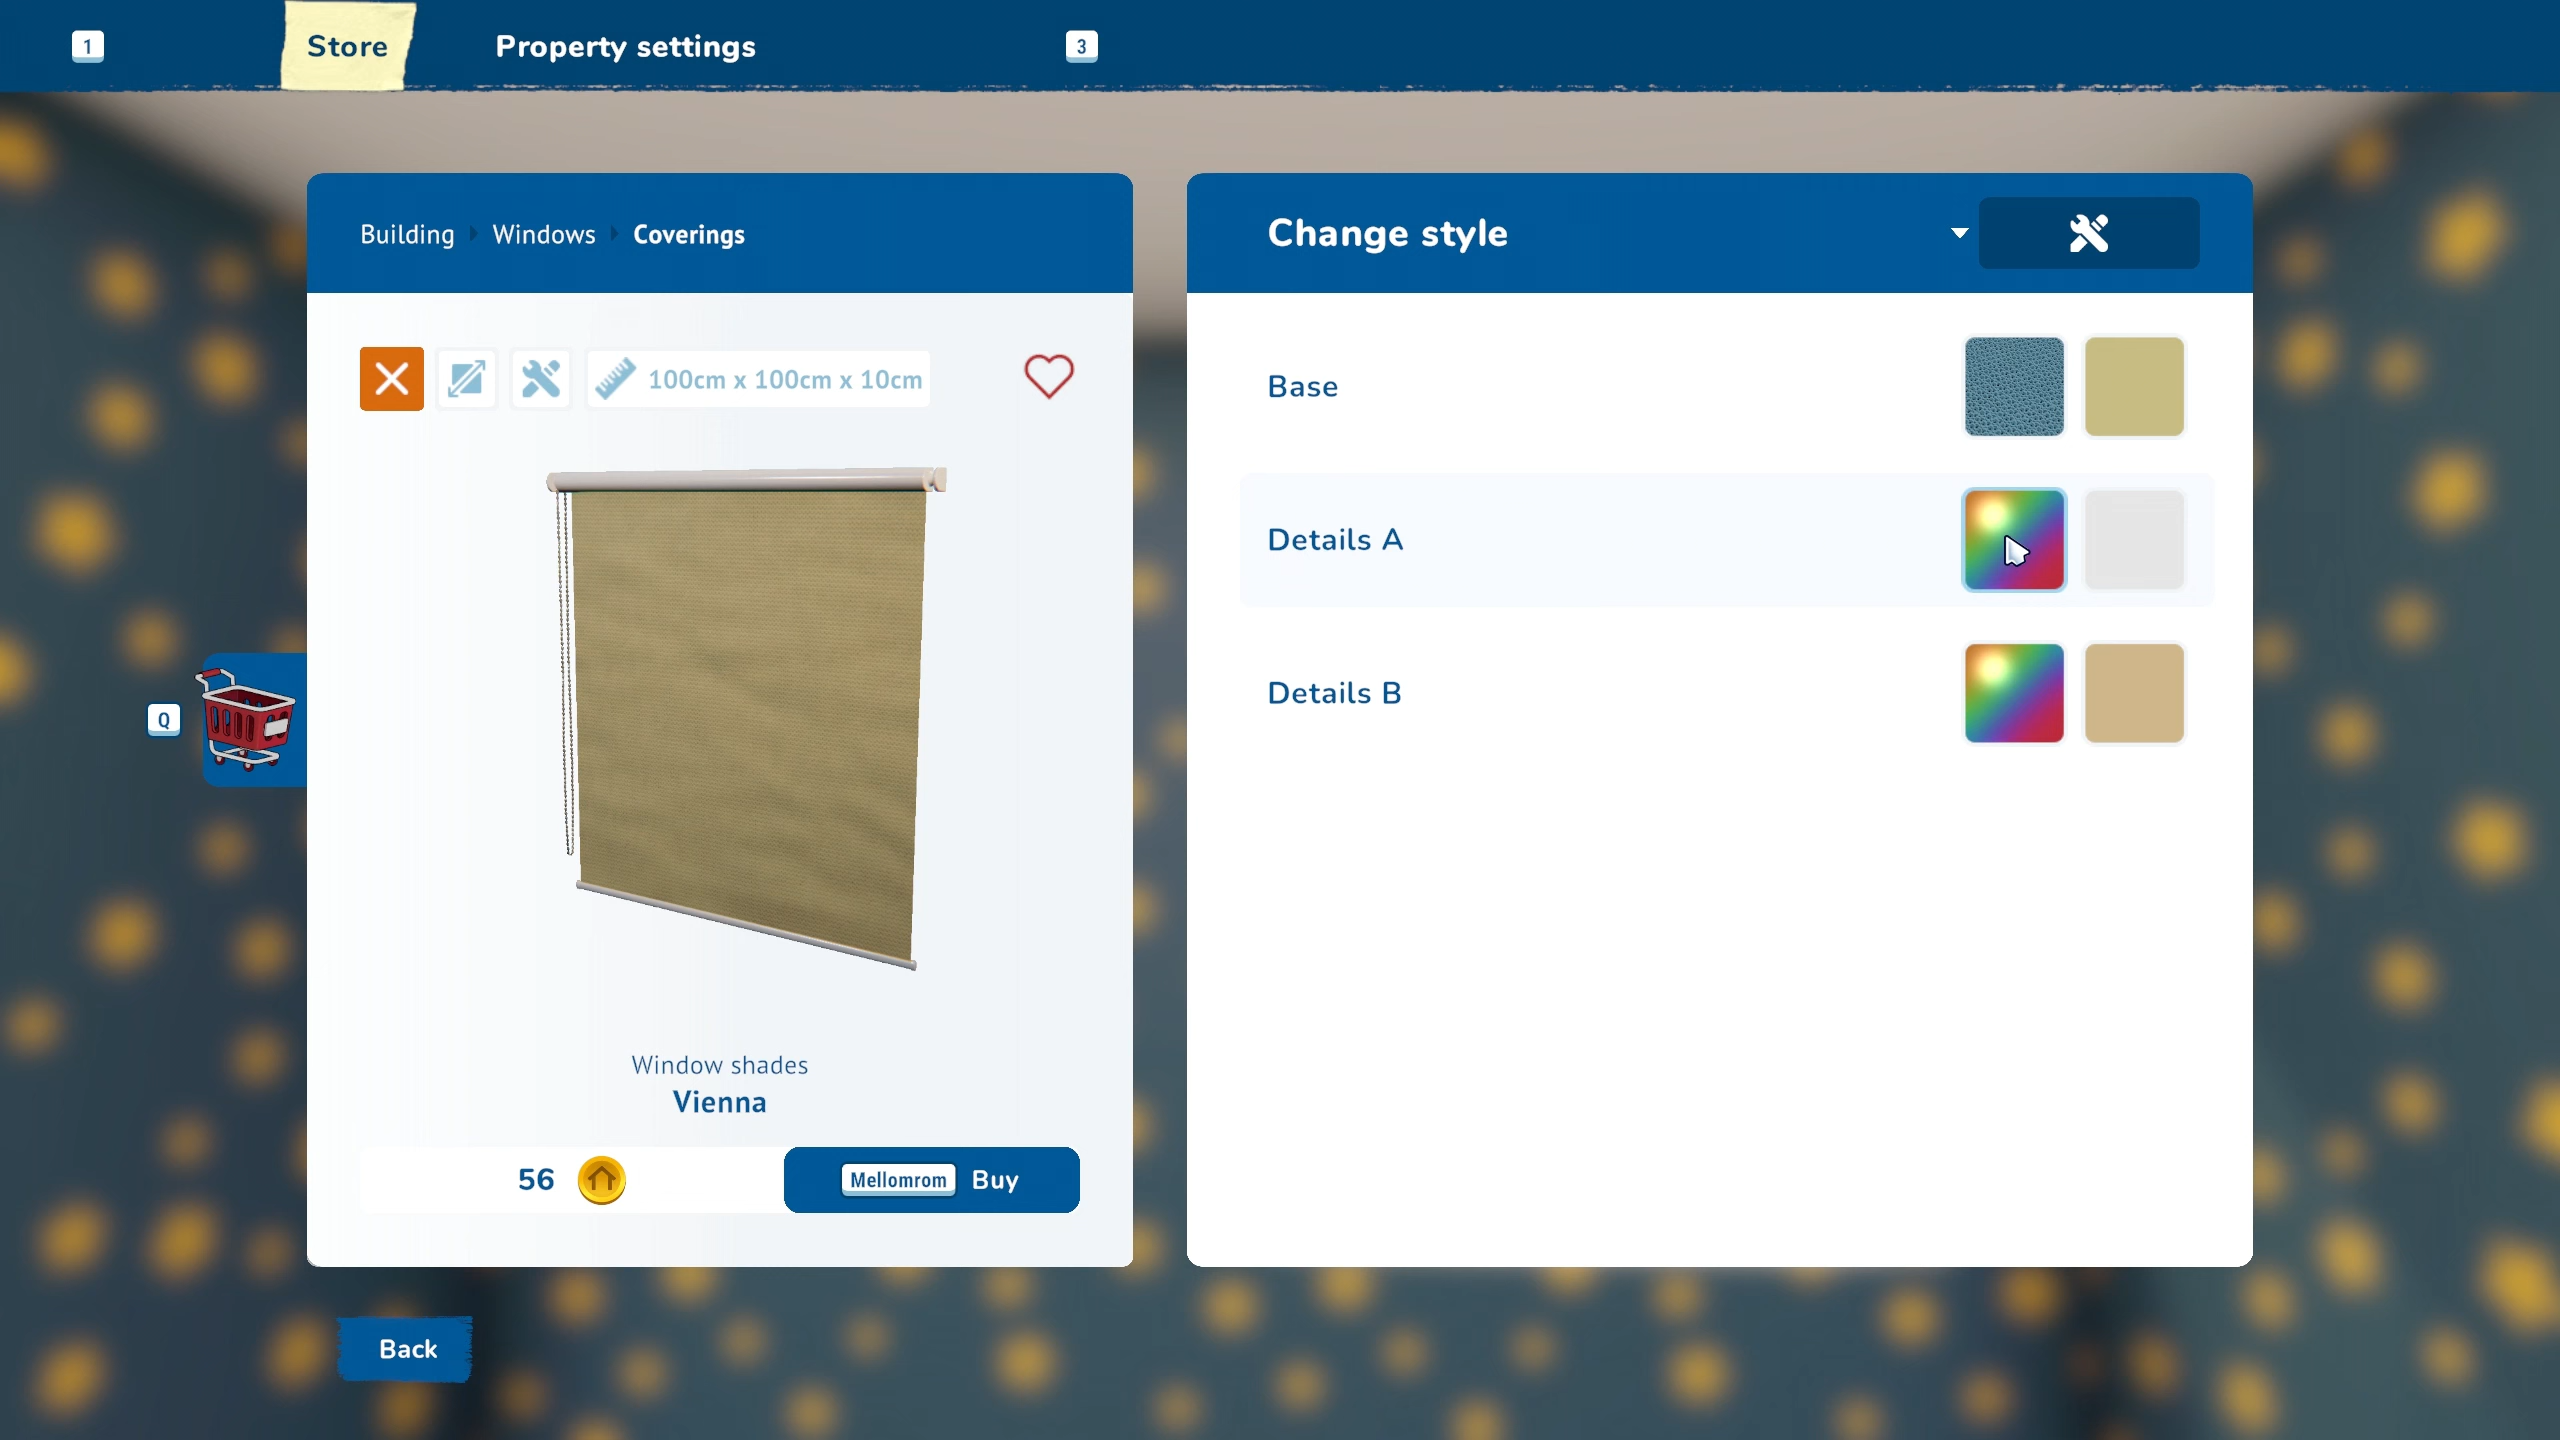 1
Store
Property settings
3
Building
Windows
Coverings
Change style
100cm x 100cm x 10cm
Base
Details A
Details B
Q
Window shades
Vienna
56
Mellomrom
Buy
Back